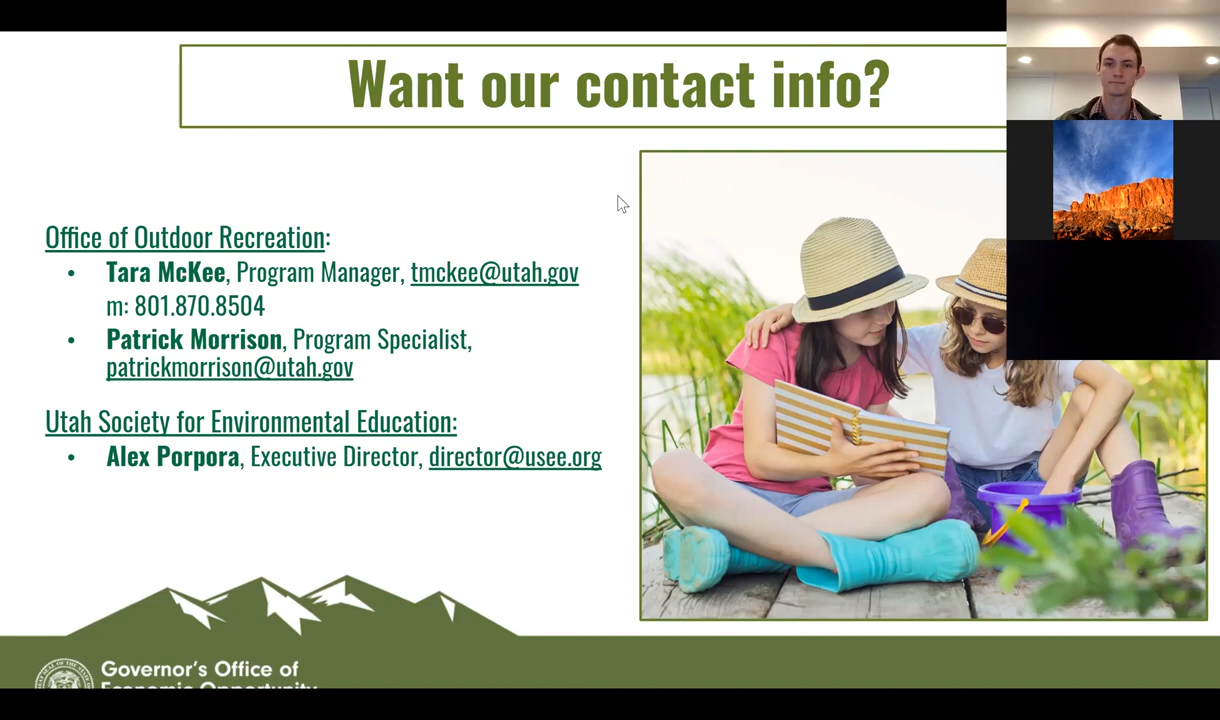 Want our contact info?
Office of Outdoor Recreation:
• Tara McKee, Program Manager, tmckee@utah.gov
m: 801.870.8504
• Patrick Morrison, Program Specialist,
patrickmorrison@utah.gov
Utah Society for Environmental Education:
• Alex Porpora, Executive Director, director@usee.org
Governor's Office of
Economic Opportunity